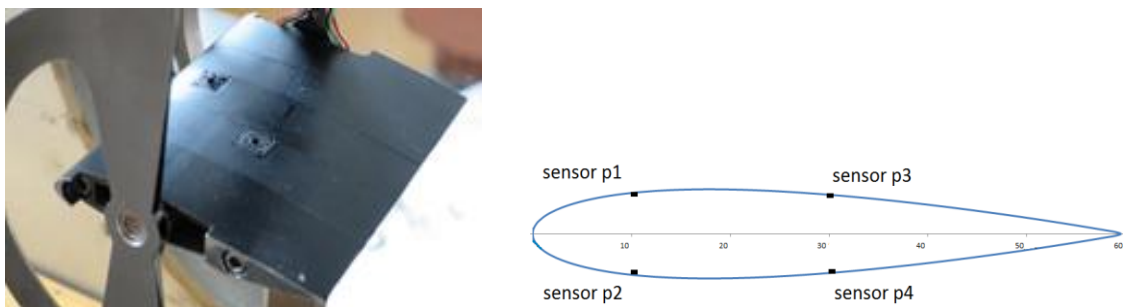 sensor p1
sensor p3
10 20 30 40 50 60
sensor p2
sensor p4